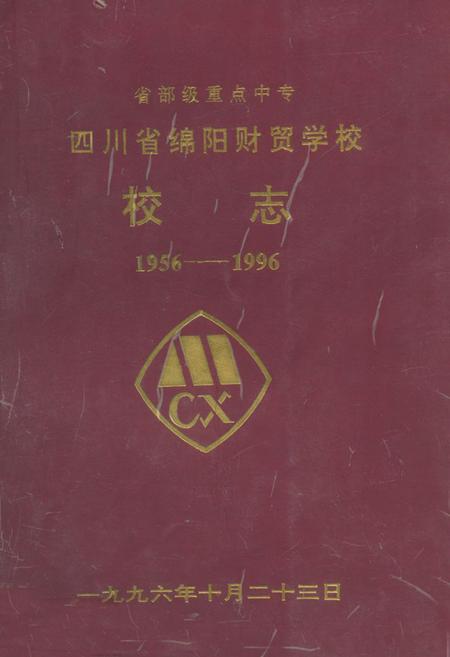 省部级重点中专
四川省绵阳财贸学校
校志
1956——1996
M
CX
一九九六年十月二十三日